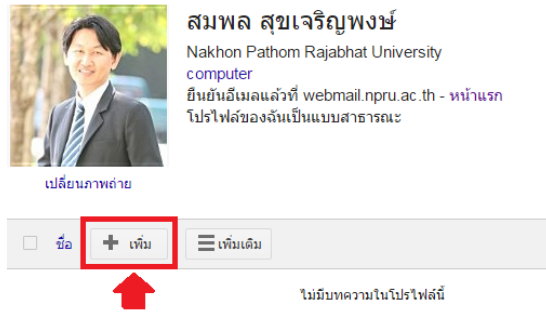 สมพล สุขเจริญพงษ์
Nakhon Pathom Rajabhat University
computer
ยืนยันอีเมลแล้วที่ webmail.npru.ac.th - หน้าแรก
โปรไฟล์ของฉันเป็นแบบสาธารณะ
เปลี่ยนภาพถ่าย
ชื่อ เพิ่ม เพิ่มเติม
ไม่มีบทความในโปรไฟล์นี้